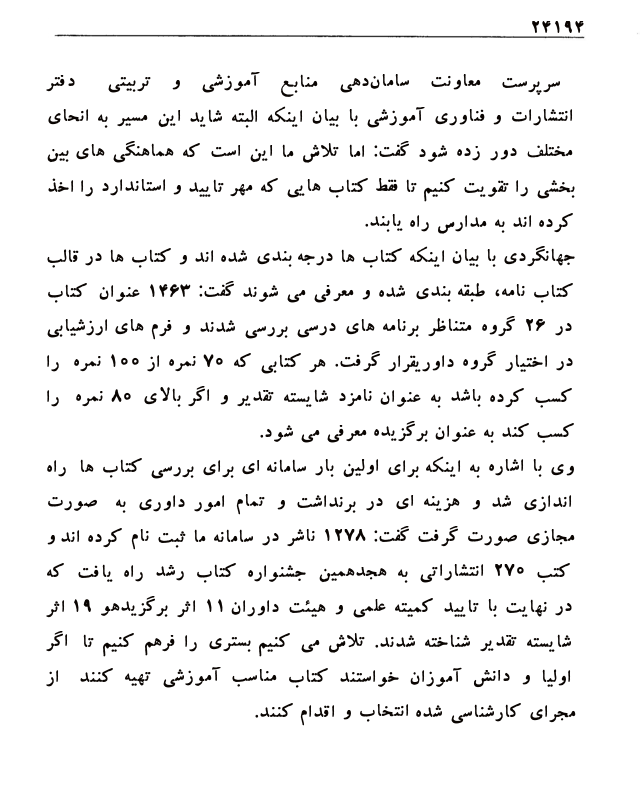 ۲۴۱۹۴
سرپرست معاونت سامان‌دهی منابع آموزشی و تربیتی دفتر
انتشارات و فناوری آموزشی با بیان اینکه البته شاید این مسیر به انحای
مختلف دور زده شود گفت: اما تلاش ما این است که هماهنگی های بین
بخشی را تقویت کنیم تا فقط کتاب هایی که مهر تایید و استاندارد را اخذ
کرده اند به مدارس راه یابند.
جهانگردی با بیان اینکه کتاب ها درجه بندی شده اند و کتاب ها در قالب
کتاب نامه، طبقه بندی شده و معرفی می شوند گفت: ۱۴۶۳ عنوان کتاب
در ۲۶ گروه متناظر برنامه های درسی بررسی شدند و فرم های ارزشیابی
در اختیار گروه داوریقرار گرفت. هر کتابی که ۷۰ نمره از ۱۰۰ نمره را
کسب کرده باشد به عنوان نامزد شایسته تقدیر و اگر بالای ۸۰ نمره را
کسب کند به عنوان برگزیده معرفی می شود.
وی با اشاره به اینکه برای اولین بار سامانه ای برای بررسی کتاب ها راه
اندازی شد و هزینه ای در برنداشت و تمام امور داوری به صورت
مجازی صورت گرفت گفت: ۱۲۷۸ ناشر در سامانه ما ثبت نام کرده اند و
کتب ۲۷۰ انتشاراتی به هجدهمین جشنواره کتاب رشد راه یافت که
در نهایت با تایید کمیته علمی و هیئت داوران ۱۱ اثر برگزیدهو ۱۹ اثر
شایسته تقدیر شناخته شدند. تلاش می کنیم بستری را فرهم کنیم تا اگر
اولیا و دانش آموزان خواستند کتاب مناسب آموزشی تهیه کنند از
مجرای کارشناسی شده انتخاب و اقدام کنند.